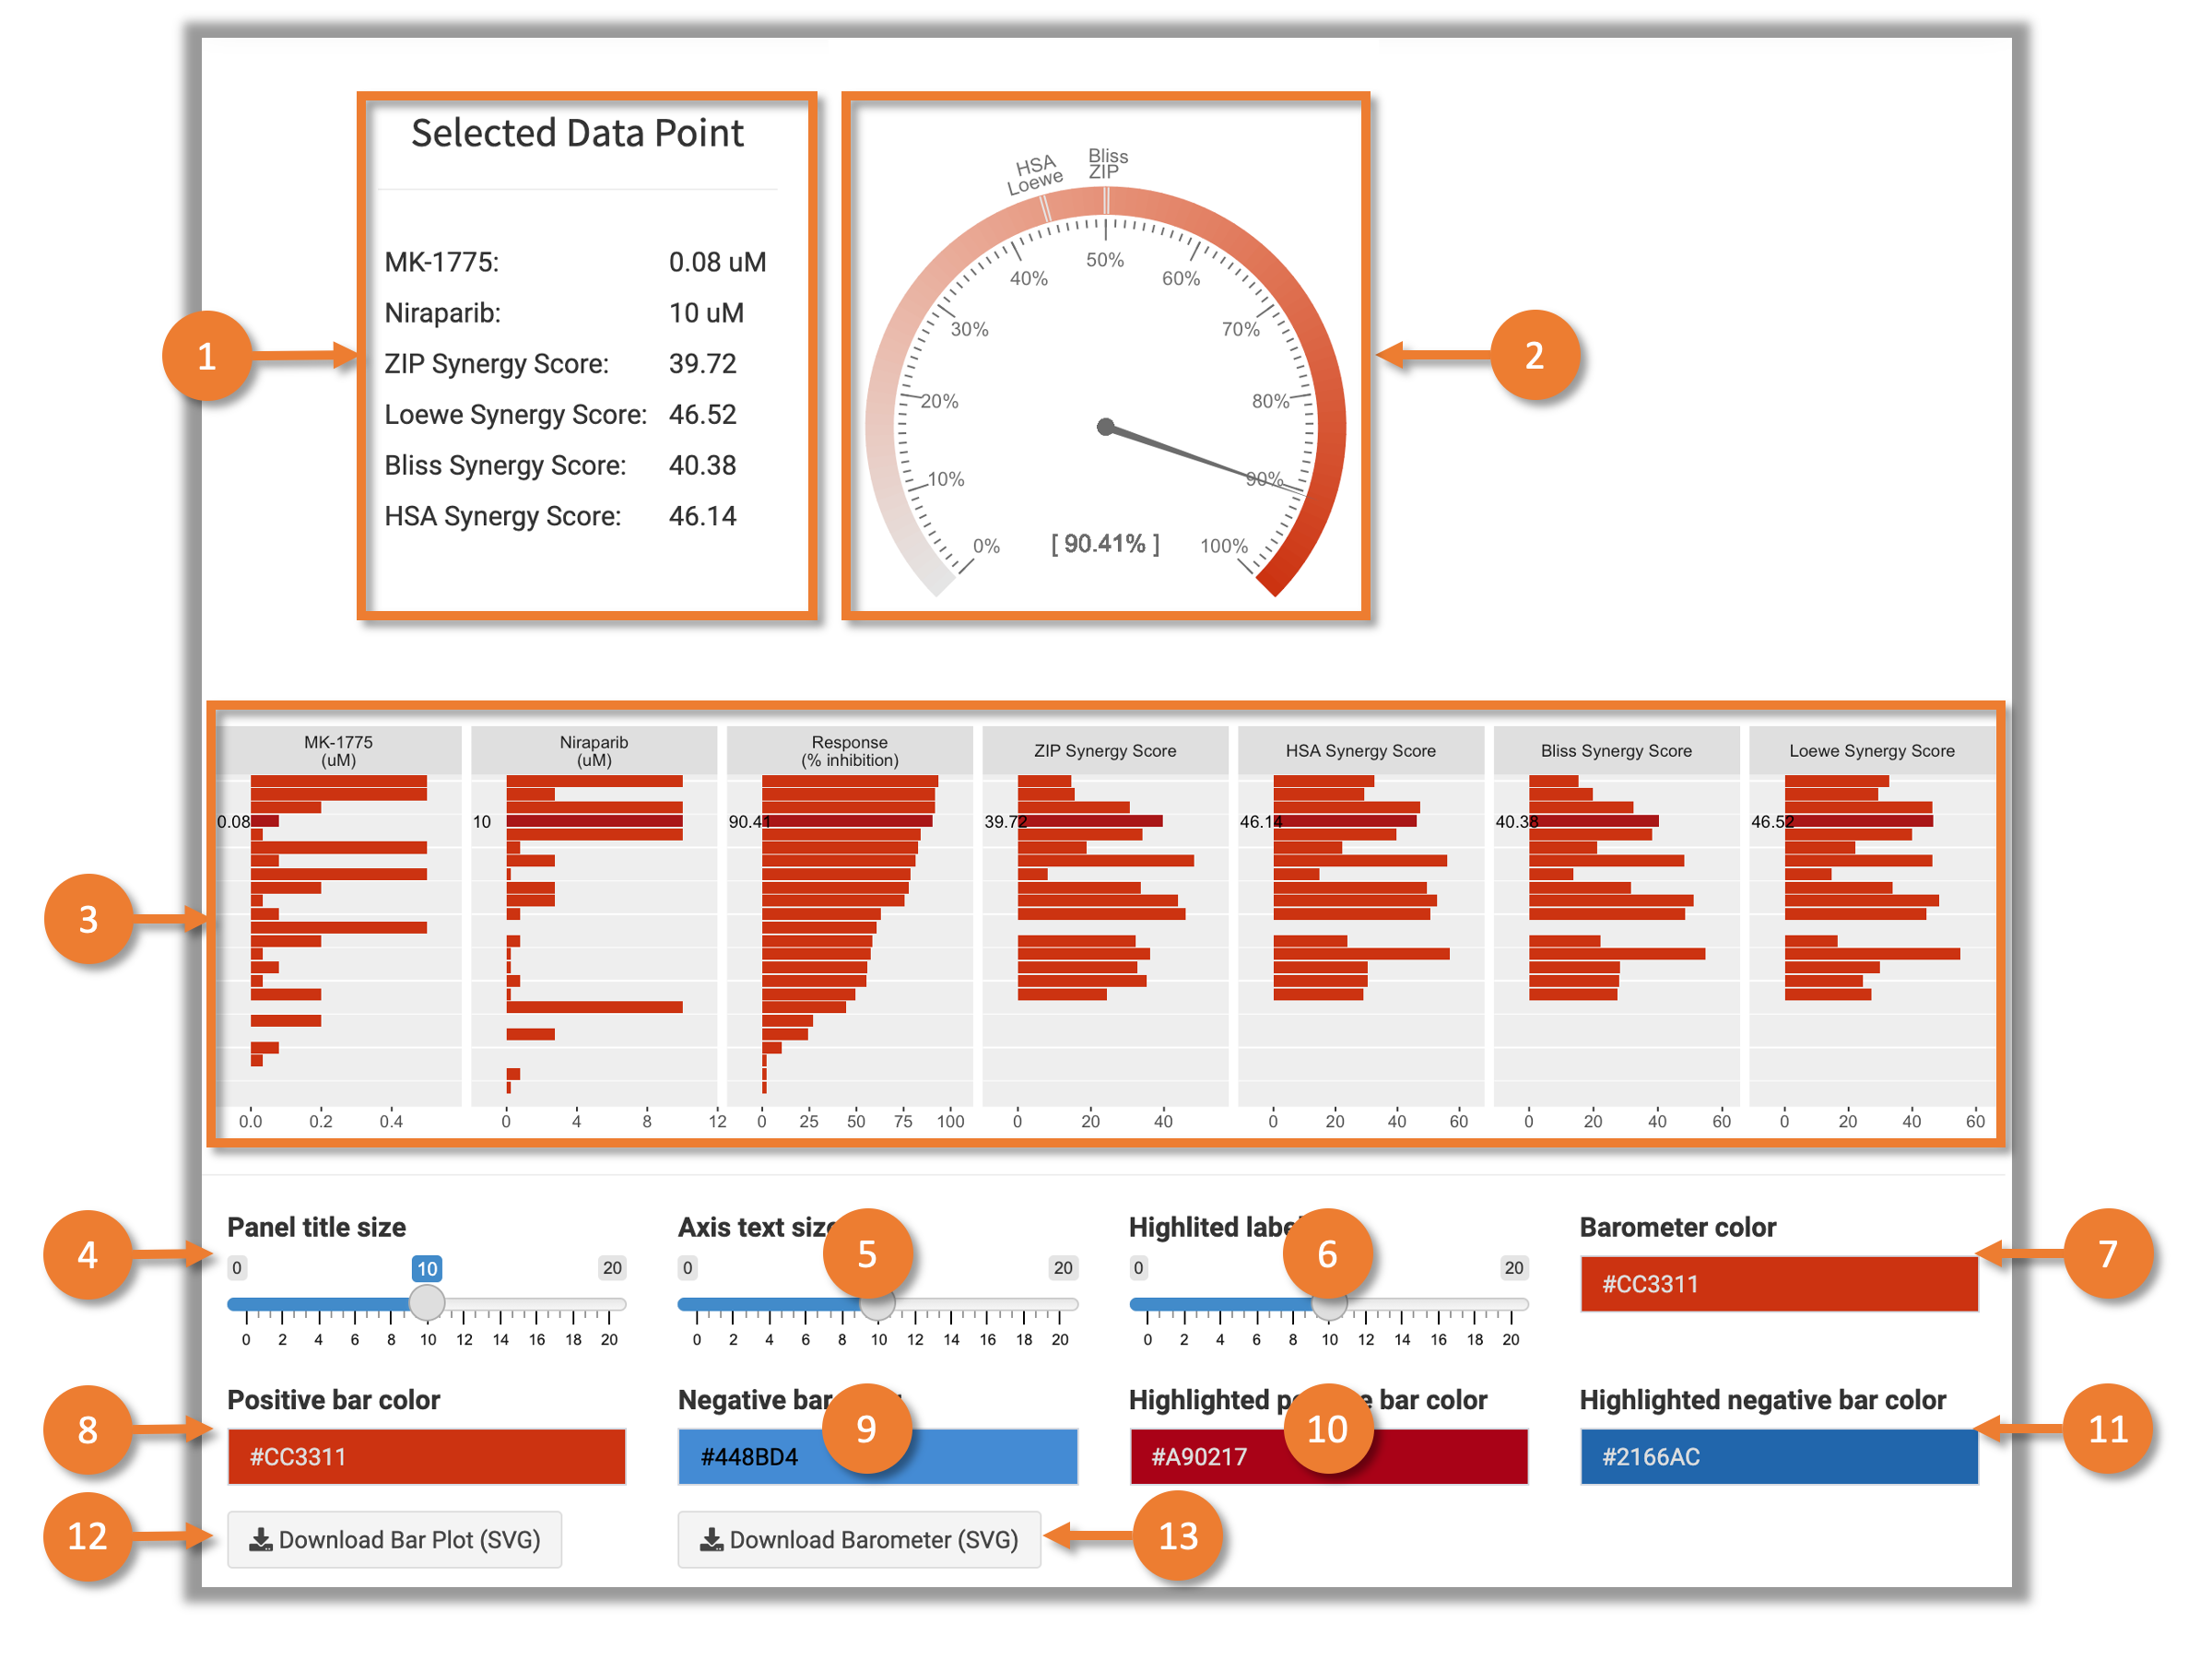 Selected Data Point
MK-1775: 0.08 uM
Niraparib: 10 uM
ZIP Synergy Score: 39.72
Loewe Synergy Score: 46.52
Bliss Synergy Score: 40.38
HSA Synergy Score: 46.14
1
HSA
Loewe
Bliss
ZIP
0%
10%
20%
30%
40%
50%
60%
70%
80%
90%
100%
[ 90.41% ]
2
3
MK-1775
(uM)
Niraparib
(uM)
Response
(% inhibition)
ZIP Synergy Score
HSA Synergy Score
Bliss Synergy Score
Loewe Synergy Score
0.08 10 90.41 39.72 46.14 40.38 46.52
0.0 0.2 0.4
0 4 8 12
0 25 50 75 100
0 20 40
0 20 40 60
0 20 40 60
0 20 40 60
4
Panel title size
0 10 20
0 2 4 6 8 10 12 14 16 18 20
Axis text size
5
0 20
0 2 4 6 8 10 12 14 16 18 20
Highlited
6
0 20
0 2 4 6 8 10 12 14 16 18 20
Barometer color
#CC3311
7
8
Positive bar color
#CC3311
Negative bar
9
#448BD4
Highlighted bar color
10
#A90217
Highlighted negative bar color
#2166AC
11
12
Download Bar Plot (SVG)
Download Barometer (SVG)
13